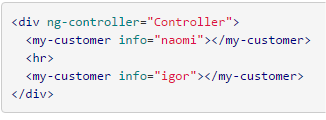 <div ng-controller="Controller">
  <my-customer info="naomi"></my-customer>
  <hr>
  <my-customer info="igor"></my-customer>
</div>